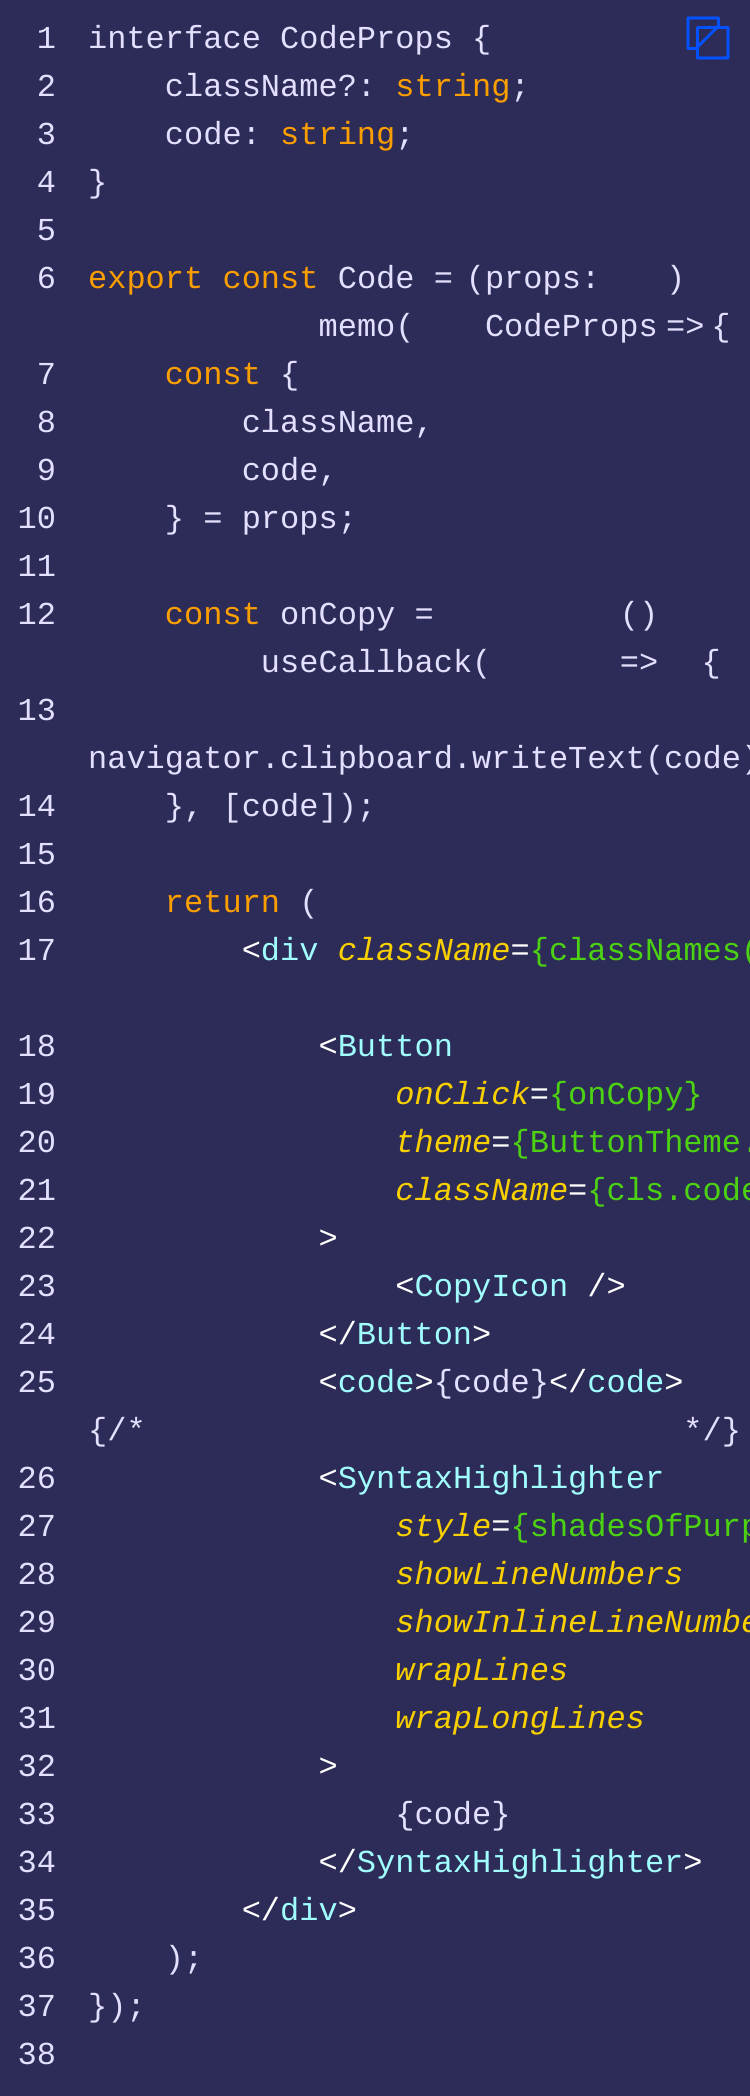 1 interface CodeProps {
2     className?: string;
3     code: string;
4 }
5
6 export const Code = (props:    )
            memo(    CodeProps => {
7     const {
8         className,
9         code,
10     } = props;
11
12     const onCopy =          ()
         useCallback(       =>  {
13
navigator.clipboard.writeText(code)
14     }, [code]);
15
16     return (
17         <div className={classNames(
18             <Button
19                 onClick={onCopy}
20                 theme={ButtonTheme.
21                 className={cls.code
22             >
23                 <CopyIcon />
24             </Button>
25             <code>{code}</code>
{/*                            */}
26             <SyntaxHighlighter
27                 style={shadesOfPurp
28                 showLineNumbers
29                 showInlineLineNumbe
30                 wrapLines
31                 wrapLongLines
32             >
33                 {code}
34             </SyntaxHighlighter>
35         </div>
36     );
37 });
38